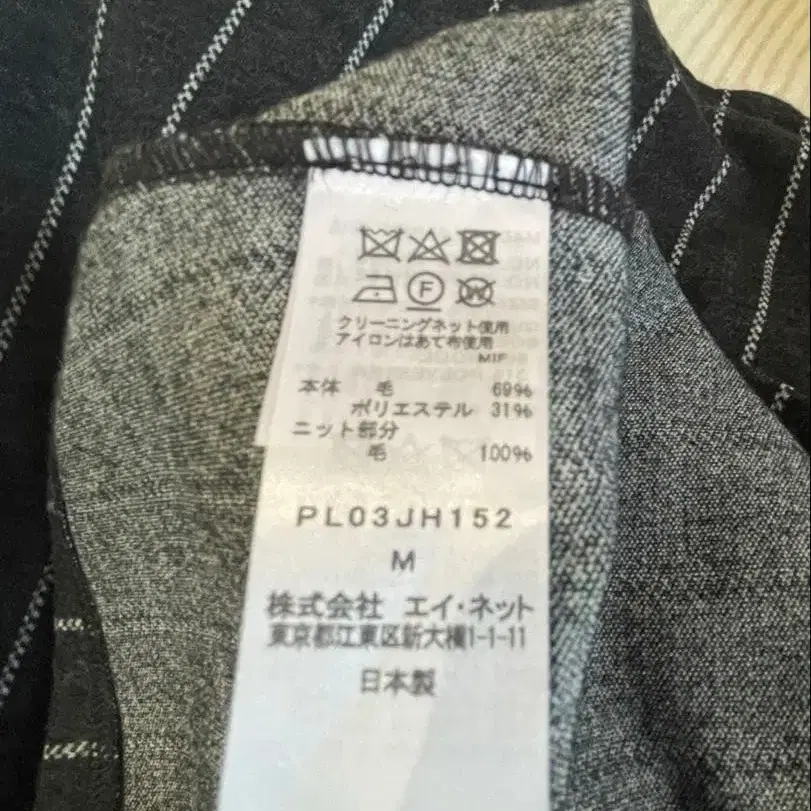 F
W
クリーニングネット使用
アイロンはあて布使用
MIF
本体 毛 69%
ポリエステル 31%
ニット部分
毛 100%
PL03JH152
M
株式会社 エイ・ネット
東京都江東区新大橋1-1-11
日本製